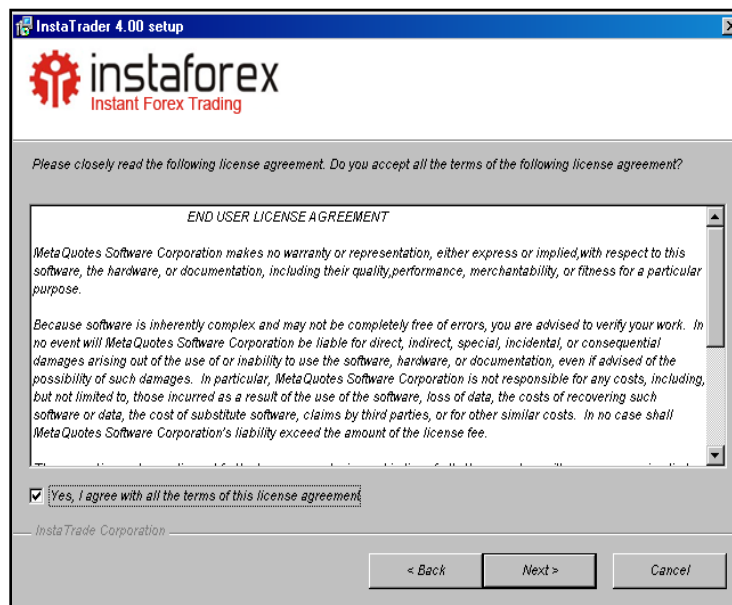 InstaTrader 4.00 setup
instaforex
Instant Forex Trading
Please closely read the following license agreement. Do you accept all the terms of the following license agreement?
END USER LICENSE AGREEMENT
MetaQuotes Software Corporation makes no warranty or representation, either express or implied,with respect to this
software, the hardware, or documentation, including their quality,performance, merchantability, or fitness for a particular
purpose.
Because software is inherently complex and may not be completely free of errors, you are advised to verify your work. In
no event will MetaQuotes Software Corporation be liable for direct, indirect, special, incidental, or consequential
damages arising out of the use of or inability to use the software, hardware, or documentation, even if advised of the
possibility of such damages. In particular, MetaQuotes Software Corporation is not responsible for any costs, including,
but not limited to, those incurred as a result of the use of the software, loss of data, the costs of recovering such
software or data, the cost of substitute software, claims by third parties, or for other similar costs. In no case shall
MetaQuotes Software Corporation's liability exceed the amount of the license fee.
Yes, I agree with all the terms of this license agreement
InstaTrade Corporation
< Back
Next >
Cancel